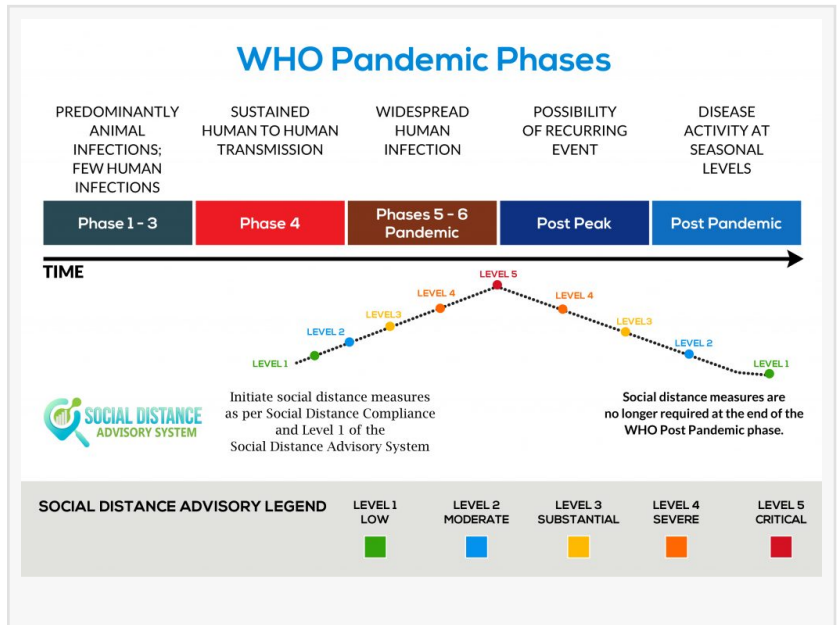 WHO Pandemic Phases
PREDOMINANTLY
ANIMAL
INFECTIONS;
FEW HUMAN
INFECTIONS
SUSTAINED
HUMAN TO HUMAN
TRANSMISSION
WIDESPREAD
HUMAN
INFECTION
POSSIBILITY
OF RECURRING
EVENT
DISEASE
ACTIVITY AT
SEASONAL
LEVELS
Phase 1 - 3
Phase 4
Phases 5 - 6
Pandemic
Post Peak
Post Pandemic
TIME
LEVEL 1
LEVEL 2
LEVEL3
LEVEL 4
LEVEL 5
LEVEL 4
LEVEL3
LEVEL 2
LEVEL 1
SOCIAL DISTANCE
ADVISORY SYSTEM
Initiate social distance measures
as per Social Distance Compliance
and Level 1 of the
Social Distance Advisory System
Social distance measures are
no longer required at the end of the
WHO Post Pandemic phase.
SOCIAL DISTANCE ADVISORY LEGEND
LEVEL 1
LOW
LEVEL 2
MODERATE
LEVEL 3
SUBSTANTIAL
LEVEL 4
SEVERE
LEVEL 5
CRITICAL